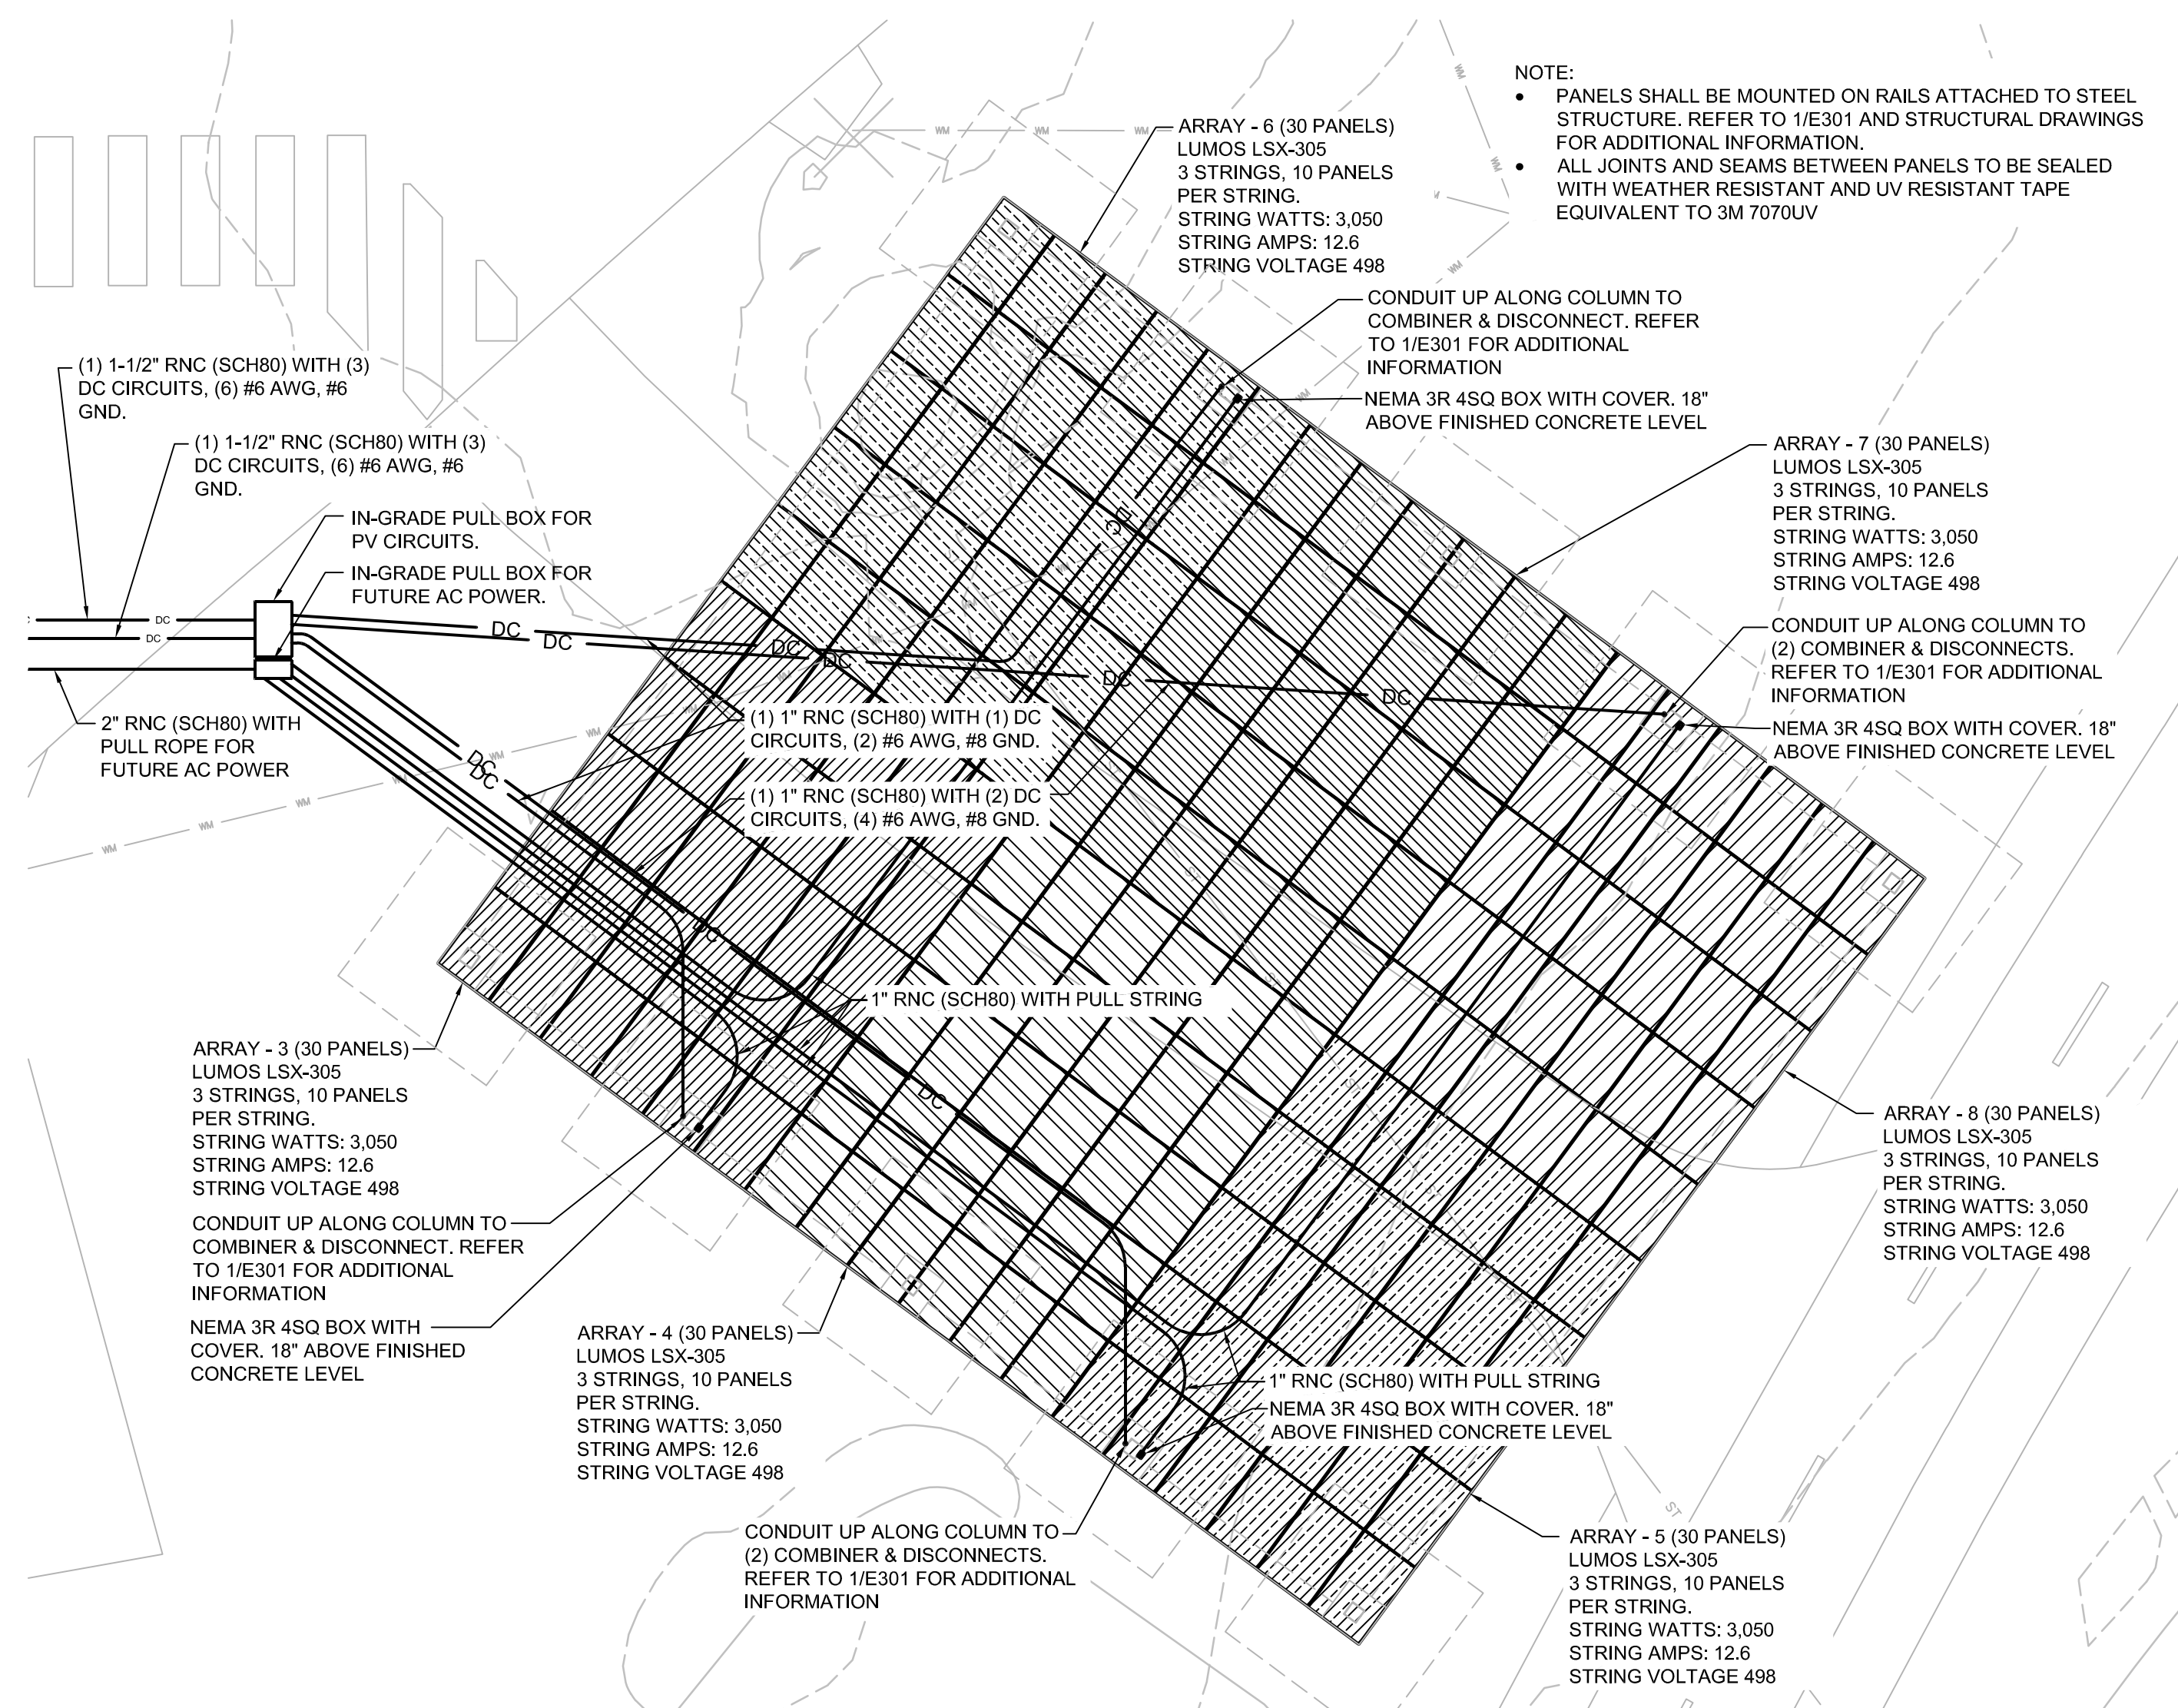 NOTE:
• PANELS SHALL BE MOUNTED ON RAILS ATTACHED TO STEEL
STRUCTURE. REFER TO 1/E301 AND STRUCTURAL DRAWINGS
FOR ADDITIONAL INFORMATION.
• ALL JOINTS AND SEAMS BETWEEN PANELS TO BE SEALED
WITH WEATHER RESISTANT AND UV RESISTANT TAPE
EQUIVALENT TO 3M 7070UV
ARRAY - 6 (30 PANELS)
LUMOS LSX-305
3 STRINGS, 10 PANELS
PER STRING.
STRING WATTS: 3,050
STRING AMPS: 12.6
STRING VOLTAGE 498
CONDUIT UP ALONG COLUMN TO
COMBINER & DISCONNECT. REFER
TO 1/E301 FOR ADDITIONAL
INFORMATION
NEMA 3R 4SQ BOX WITH COVER. 18"
ABOVE FINISHED CONCRETE LEVEL
ARRAY - 7 (30 PANELS)
LUMOS LSX-305
3 STRINGS, 10 PANELS
PER STRING.
STRING WATTS: 3,050
STRING AMPS: 12.6
STRING VOLTAGE 498
CONDUIT UP ALONG COLUMN TO
(2) COMBINER & DISCONNECTS.
REFER TO 1/E301 FOR ADDITIONAL
INFORMATION
NEMA 3R 4SQ BOX WITH COVER. 18"
ABOVE FINISHED CONCRETE LEVEL
(1) 1-1/2" RNC (SCH80) WITH (3)
DC CIRCUITS, (6) #6 AWG, #6
GND.
(1) 1-1/2" RNC (SCH80) WITH (3)
DC CIRCUITS, (6) #6 AWG, #6
GND.
IN-GRADE PULL BOX FOR
PV CIRCUITS.
IN-GRADE PULL BOX FOR
FUTURE AC POWER.
DC
DC
DC
DC
DC
DC
DC
DC
DC
2" RNC (SCH80) WITH
PULL ROPE FOR
FUTURE AC POWER
(1) 1" RNC (SCH80) WITH (1) DC
CIRCUITS, (2) #6 AWG, #8 GND.
(1) 1" RNC (SCH80) WITH (2) DC
CIRCUITS, (4) #6 AWG, #8 GND.
DC
DC
DC
DC
1" RNC (SCH80) WITH PULL STRING
ARRAY - 3 (30 PANELS)
LUMOS LSX-305
3 STRINGS, 10 PANELS
PER STRING.
STRING WATTS: 3,050
STRING AMPS: 12.6
STRING VOLTAGE 498
CONDUIT UP ALONG COLUMN TO
COMBINER & DISCONNECT. REFER
TO 1/E301 FOR ADDITIONAL
INFORMATION
NEMA 3R 4SQ BOX WITH
COVER. 18" ABOVE FINISHED
CONCRETE LEVEL
ARRAY - 4 (30 PANELS)
LUMOS LSX-305
3 STRINGS, 10 PANELS
PER STRING.
STRING WATTS: 3,050
STRING AMPS: 12.6
STRING VOLTAGE 498
ARRAY - 8 (30 PANELS)
LUMOS LSX-305
3 STRINGS, 10 PANELS
PER STRING.
STRING WATTS: 3,050
STRING AMPS: 12.6
STRING VOLTAGE 498
1" RNC (SCH80) WITH PULL STRING
NEMA 3R 4SQ BOX WITH COVER. 18"
ABOVE FINISHED CONCRETE LEVEL
CONDUIT UP ALONG COLUMN TO
(2) COMBINER & DISCONNECTS.
REFER TO 1/E301 FOR ADDITIONAL
INFORMATION
ARRAY - 5 (30 PANELS)
LUMOS LSX-305
3 STRINGS, 10 PANELS
PER STRING.
STRING WATTS: 3,050
STRING AMPS: 12.6
STRING VOLTAGE 498
WM
WM
WM
WM
WM
WM
WM
WM
WM
WM
WM
ST